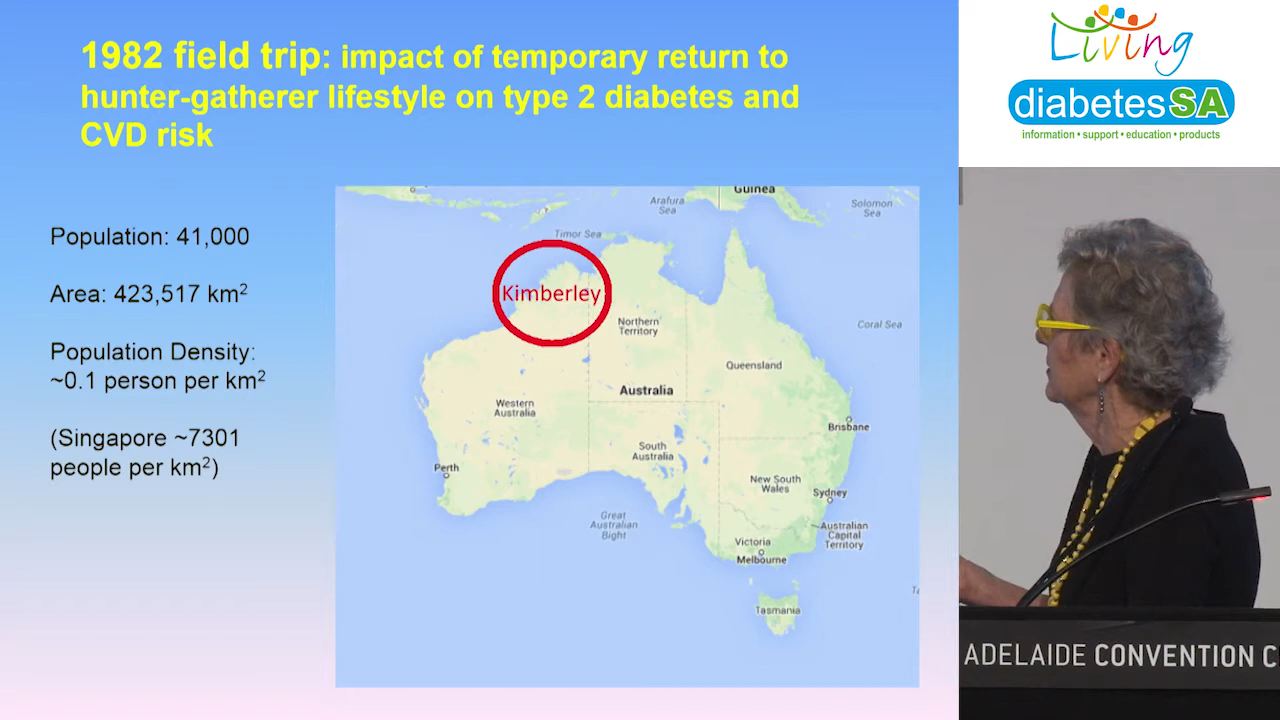 1982 field trip: impact of temporary return to
hunter-gatherer lifestyle on type 2 diabetes and
CVD risk
Population: 41,000
Area: 423,517 km²
Population Density:
~0.1 person per km²
(Singapore ~7301
people per km²)
Guinea
Arafura
Sea
Solomon
Sea
Timor Sea
Kimberley
Northern
Territory
Coral Sea
Queensland
Australia
Western
Australia
Brisbane
South
Australia
Perth
New South
Wales
Sydney
Great
Australian
Bight
Australian
Capital
Territory
Victoria
Melbourne
Tasmania
Living
diabetesSA
information • support • education • products
ADELAIDE CONVENTION C